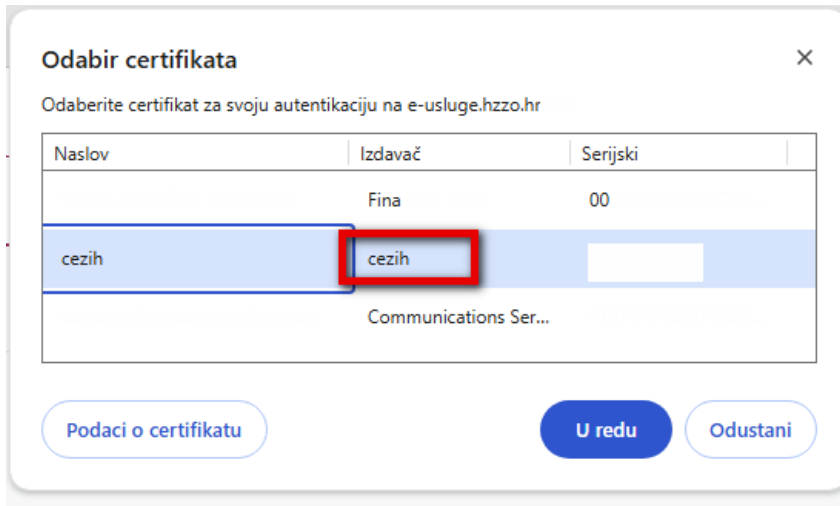 Odabir certifikata
Odaberite certifikat za svoju autentikaciju na e-usluge.hzzo.hr
Naslov Izdavač Serijski
Fina 00
cezih cezih
Communications Ser...
Podaci o certifikatu U redu Odustani